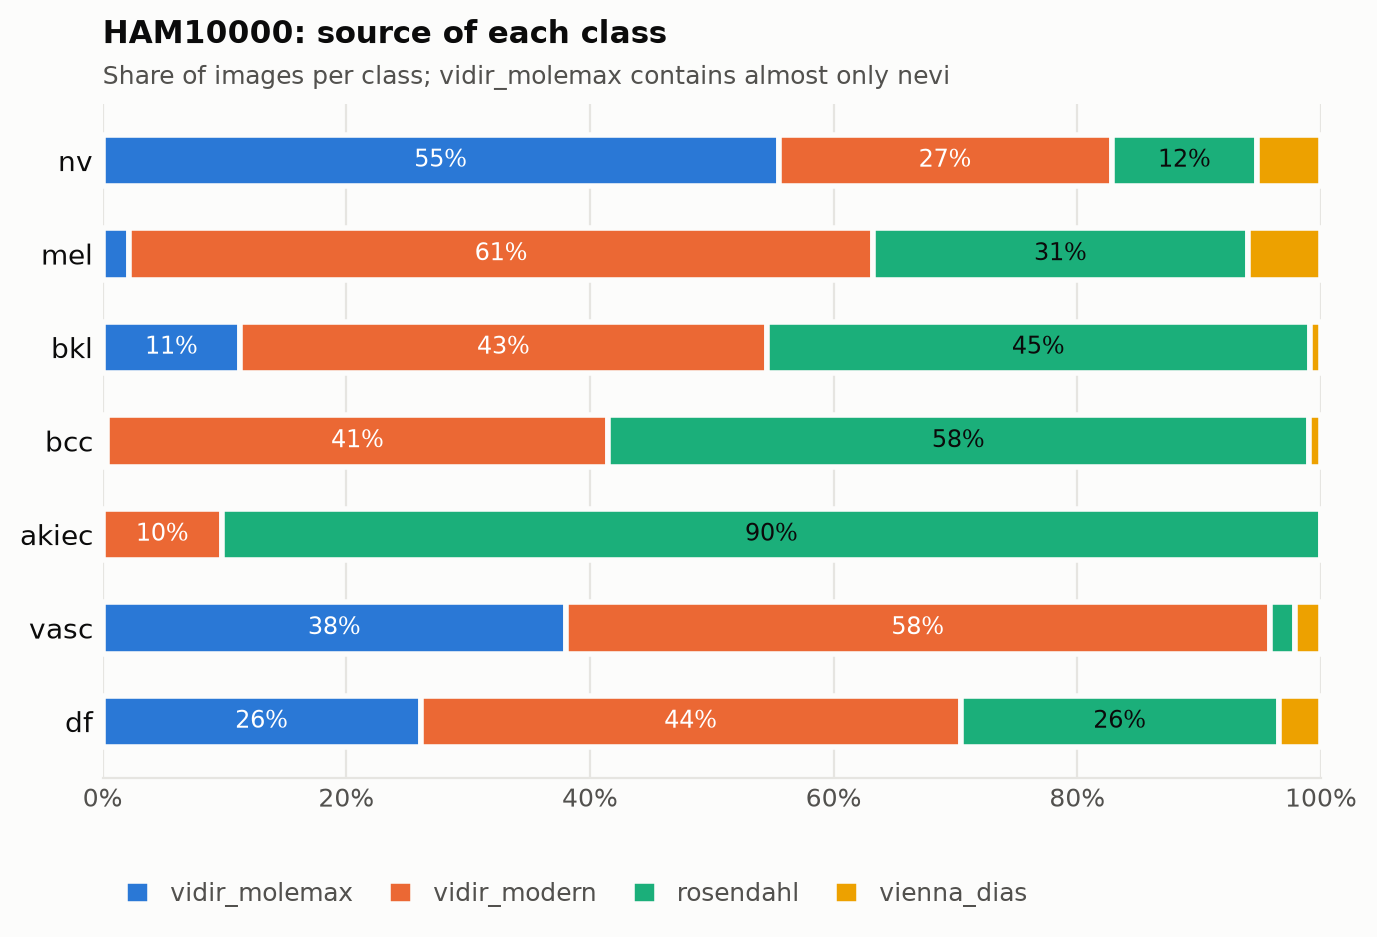 HAM10000: source of each class
Share of images per class; vidir_molemax contains almost only nevi
nv 55% 27% 12%
mel 61% 31%
bkl 11% 43% 45%
bcc 41% 58%
akiec 10% 90%
vasc 38% 58%
df 26% 44% 26%
0% 20% 40% 60% 80% 100%
vidir_molemax vidir_modern rosendahl vienna_dias